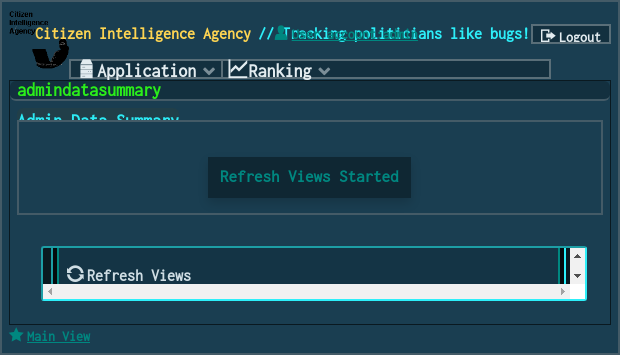 Citizen
Intelligence
Agency
Citizen Intelligence Agency // Tracking politicians like bugs!
Logout
Application
Ranking
admindatasummary
Admin Data Summary
Refresh Views Started
Refresh Views
Main View